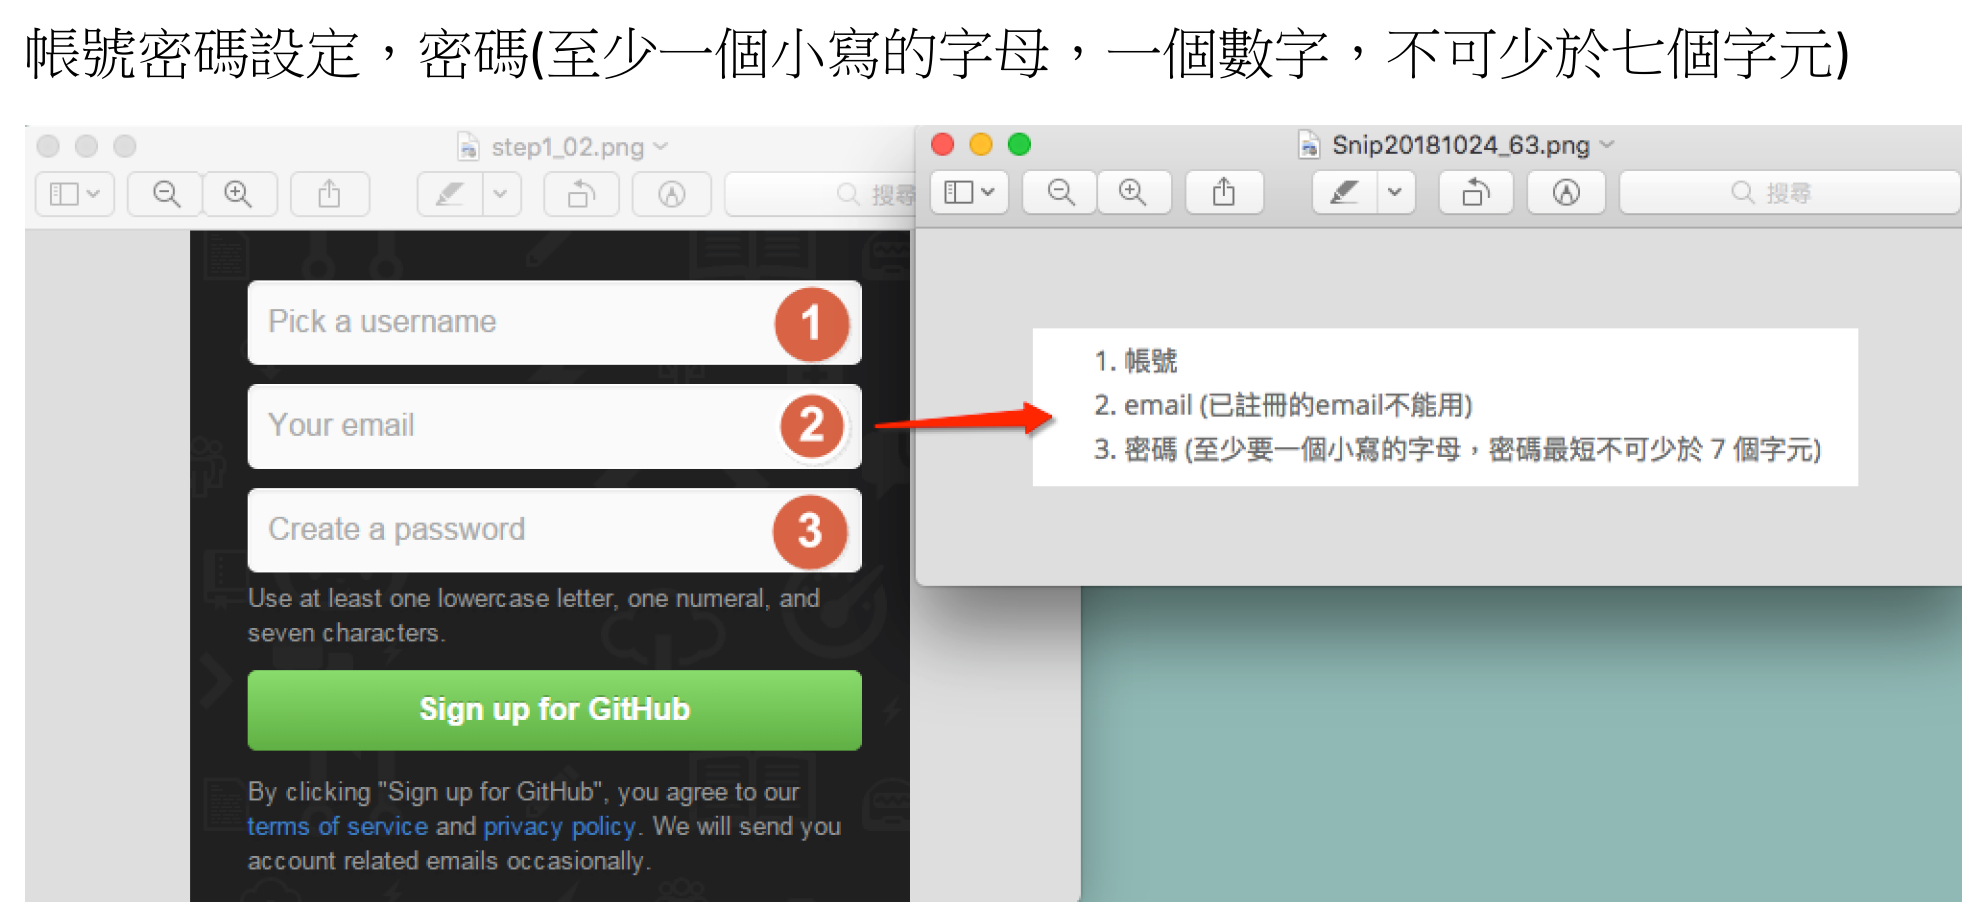 帳號密碼設定，密碼(至少一個小寫的字母，一個數字，不可少於七個字元)
step1_02.png
搜尋
Pick a username 1
Your email 2
Create a password 3
Use at least one lowercase letter, one numeral, and
seven characters.
Sign up for GitHub
By clicking "Sign up for GitHub", you agree to our
terms of service and privacy policy. We will send you
account related emails occasionally.
Snip20181024_63.png
搜尋
1. 帳號
2. email (已註冊的email不能用)
3. 密碼 (至少要一個小寫的字母，密碼最短不可少於 7 個字元)